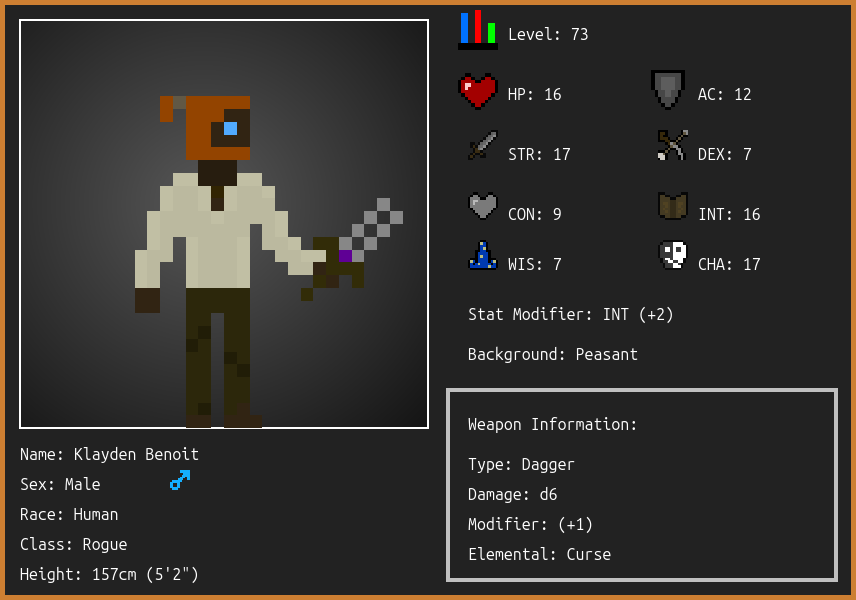 Level: 73
HP: 16
AC: 12
STR: 17
DEX: 7
CON: 9
INT: 16
WIS: 7
CHA: 17
Stat Modifier: INT (+2)
Background: Peasant
Weapon Information:
Type: Dagger
Damage: d6
Modifier: (+1)
Elemental: Curse
Name: Klayden Benoit
Sex: Male
Race: Human
Class: Rogue
Height: 157cm (5'2")